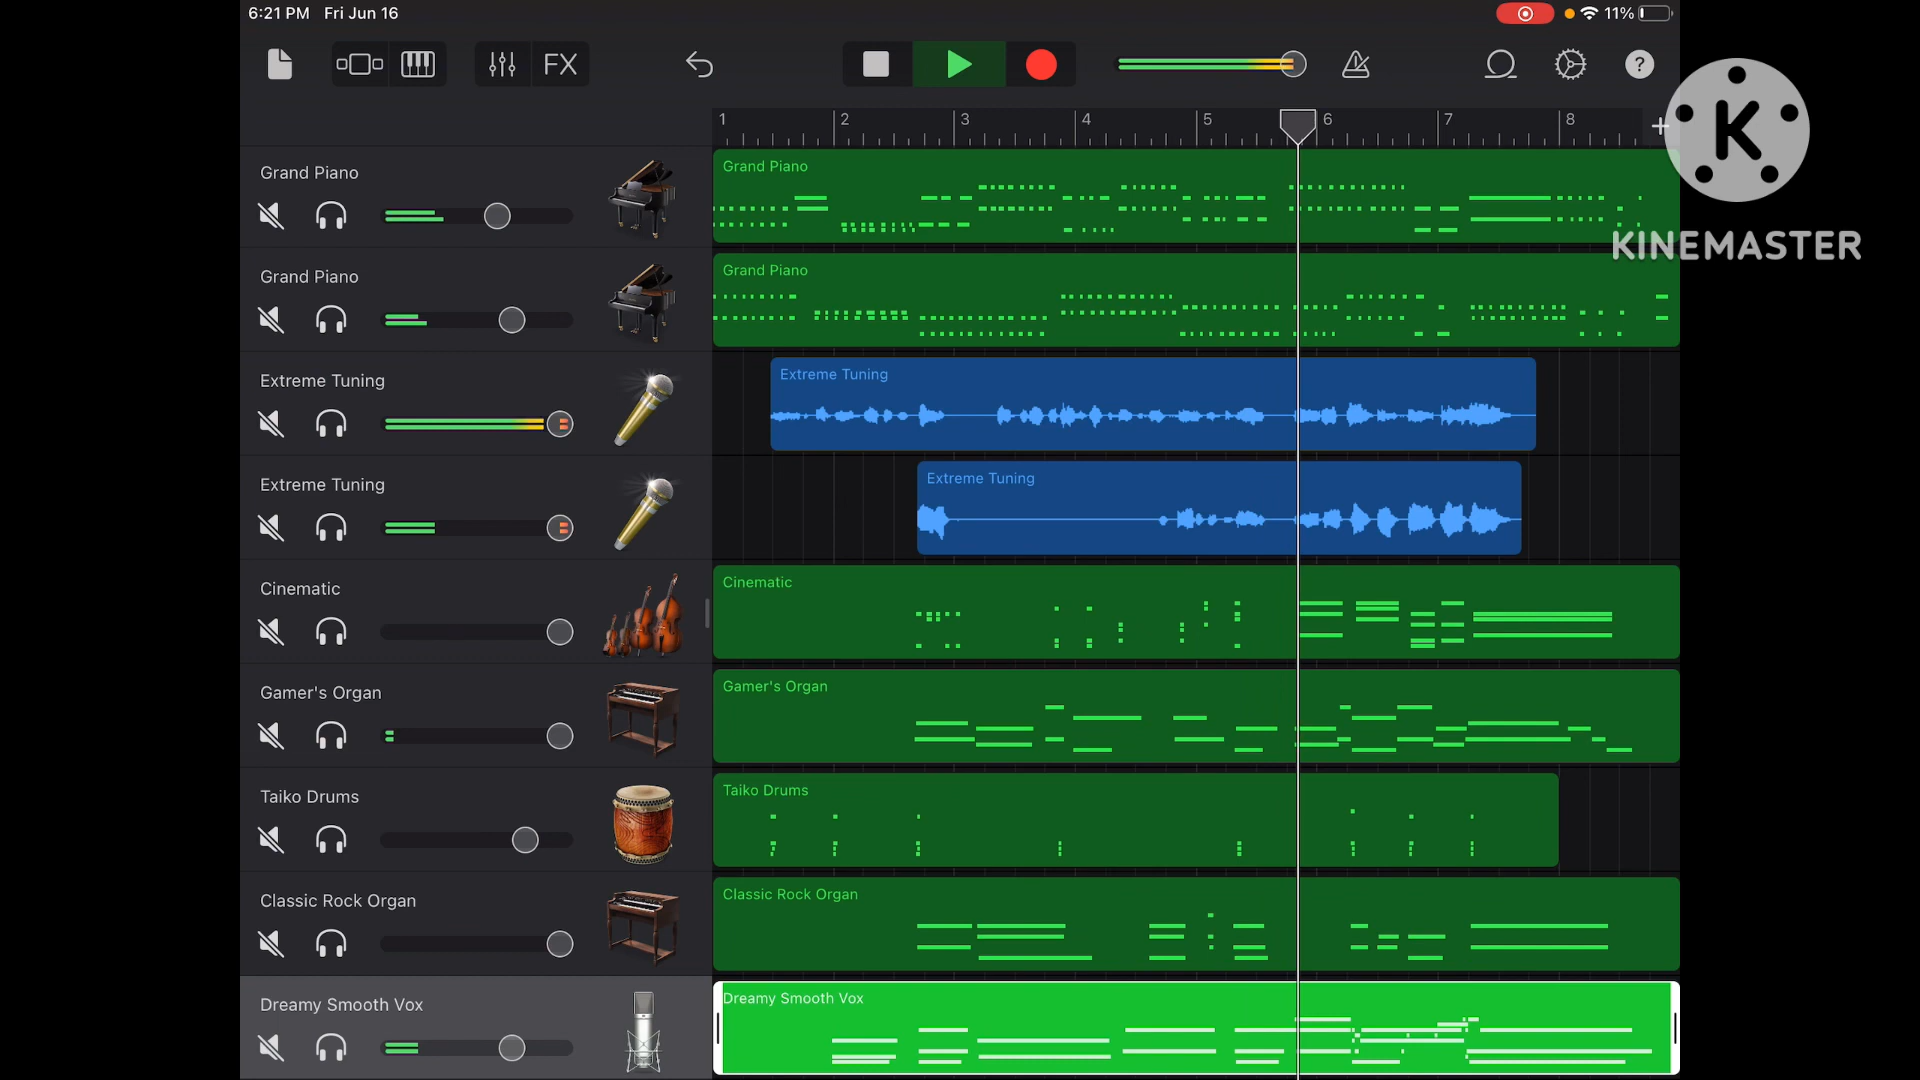 6:21 PM Fri Jun 16
11%
FX
?
1 2 3 4 5 6 7 8 +
K
KINEMASTER
Grand Piano
Grand Piano
Grand Piano
Grand Piano
Extreme Tuning
Extreme Tuning
Extreme Tuning
Extreme Tuning
Cinematic
Cinematic
Gamer's Organ
Gamer's Organ
Taiko Drums
Taiko Drums
Classic Rock Organ
Classic Rock Organ
Dreamy Smooth Vox
Dreamy Smooth Vox